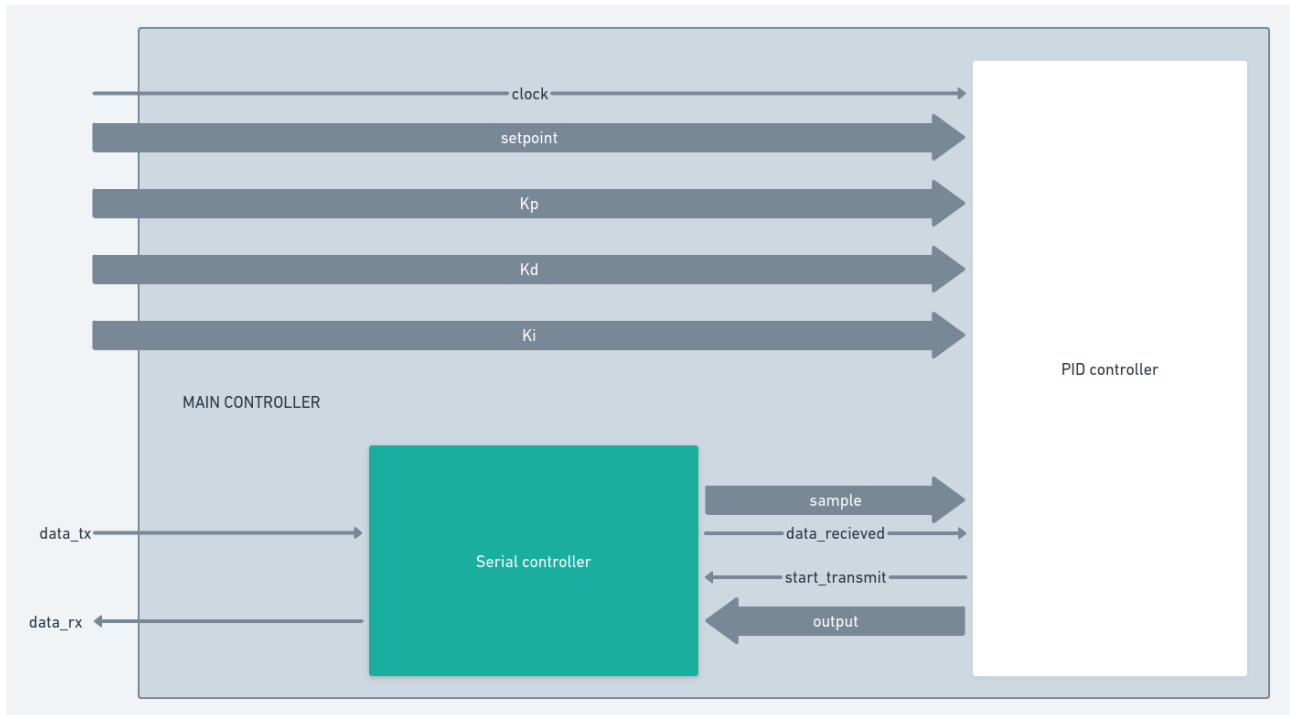 clock
setpoint
Kp
Kd
Ki
PID controller
MAIN CONTROLLER
sample
data_tx
data_recieved
Serial controller
start_transmit
data_rx
output